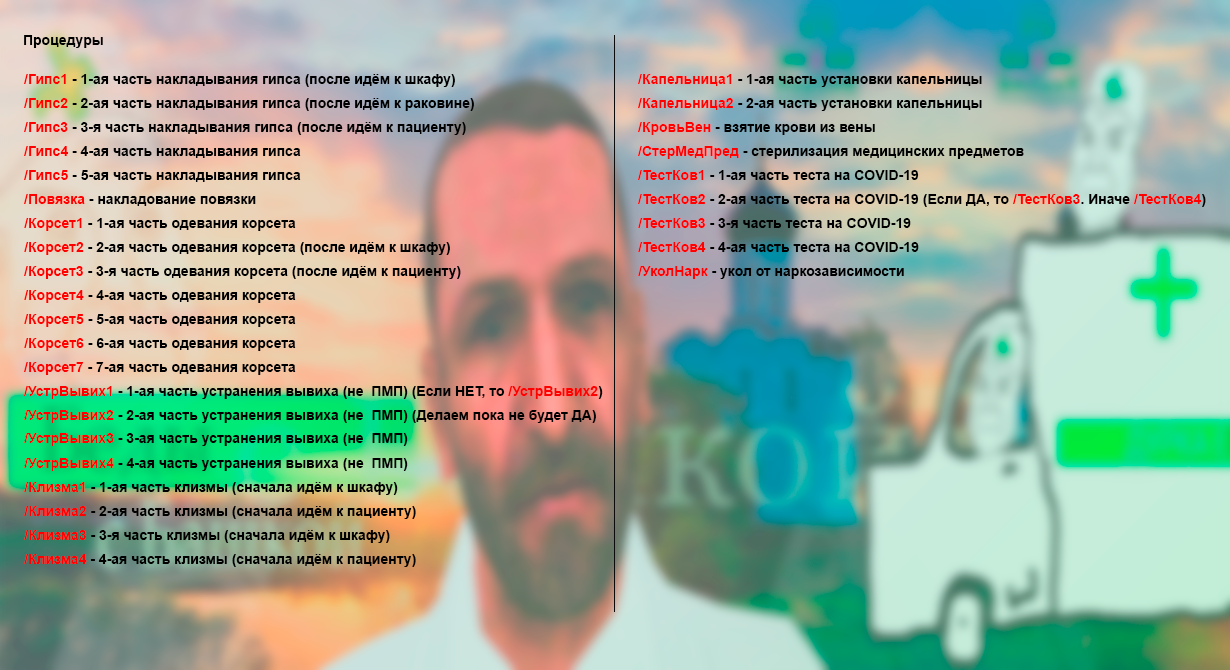 Процедуры
/Гипс1 - 1-ая часть накладывания гипса (после идём к шкафу)
/Гипс2 - 2-ая часть накладывания гипса (после идём к раковине)
/Гипс3 - 3-я часть накладывания гипса (после идём к пациенту)
/Гипс4 - 4-ая часть накладывания гипса
/Гипс5 - 5-ая часть накладывания гипса
/Повязка - накладование повязки
/Корсет1 - 1-ая часть одевания корсета
/Корсет2 - 2-ая часть одевания корсета (после идём к шкафу)
/Корсет3 - 3-я часть одевания корсета (после идём к пациенту)
/Корсет4 - 4-ая часть одевания корсета
/Корсет5 - 5-ая часть одевания корсета
/Корсет6 - 6-ая часть одевания корсета
/Корсет7 - 7-ая часть одевания корсета
/УстрВывих1 - 1-ая часть устранения вывиха (не  ПМП) (Если НЕТ, то /УстрВывих2)
/УстрВывих2 - 2-ая часть устранения вывиха (не  ПМП) (Делаем пока не будет ДА)
/УстрВывих3 - 3-ая часть устранения вывиха (не  ПМП)
/УстрВывих4 - 4-ая часть устранения вывиха (не  ПМП)
/Клизма1 - 1-ая часть клизмы (сначала идём к шкафу)
/Клизма2 - 2-ая часть клизмы (сначала идём к пациенту)
/Клизма3 - 3-я часть клизмы (сначала идём к шкафу)
/Клизма4 - 4-ая часть клизмы (сначала идём к пациенту)
/Капельница1 - 1-ая часть установки капельницы
/Капельница2 - 2-ая часть установки капельницы
/КровьВен - взятие крови из вены
/СтерМедПред - стерилизация медицинских предметов
/ТестКов1 - 1-ая часть теста на COVID-19
/ТестКов2 - 2-ая часть теста на COVID-19 (Если ДА, то /ТестКов3. Иначе /ТестКов4)
/ТестКов3 - 3-я часть теста на COVID-19
/ТестКов4 - 4-ая часть теста на COVID-19
/УколНарк - укол от наркозависимости